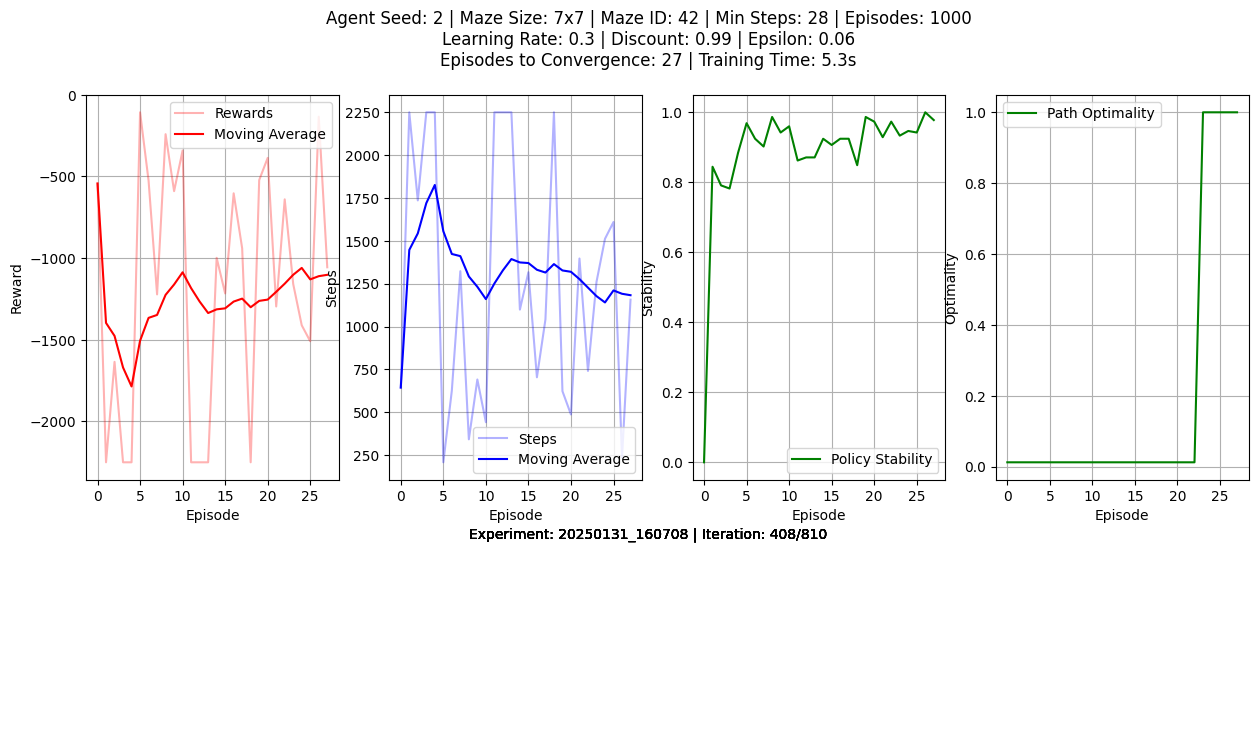 Agent Seed: 2 | Maze Size: 7x7 | Maze ID: 42 | Min Steps: 28 | Episodes: 1000
Learning Rate: 0.3 | Discount: 0.99 | Epsilon: 0.06
Episodes to Convergence: 27 | Training Time: 5.3s
Reward
0
−500
−1000
−1500
−2000
Rewards
Moving Average
0 5 10 15 20 25
Episode
Steps
2250
2000
1750
1500
1250
1000
750
500
250
Steps
Moving Average
0 5 10 15 20 25
Episode
Stability
1.0
0.8
0.6
0.4
0.2
0.0
Policy Stability
0 5 10 15 20 25
Episode
Optimality
1.0
0.8
0.6
0.4
0.2
0.0
Path Optimality
0 5 10 15 20 25
Episode
Experiment: 20250131_160708 | Iteration: 408/810